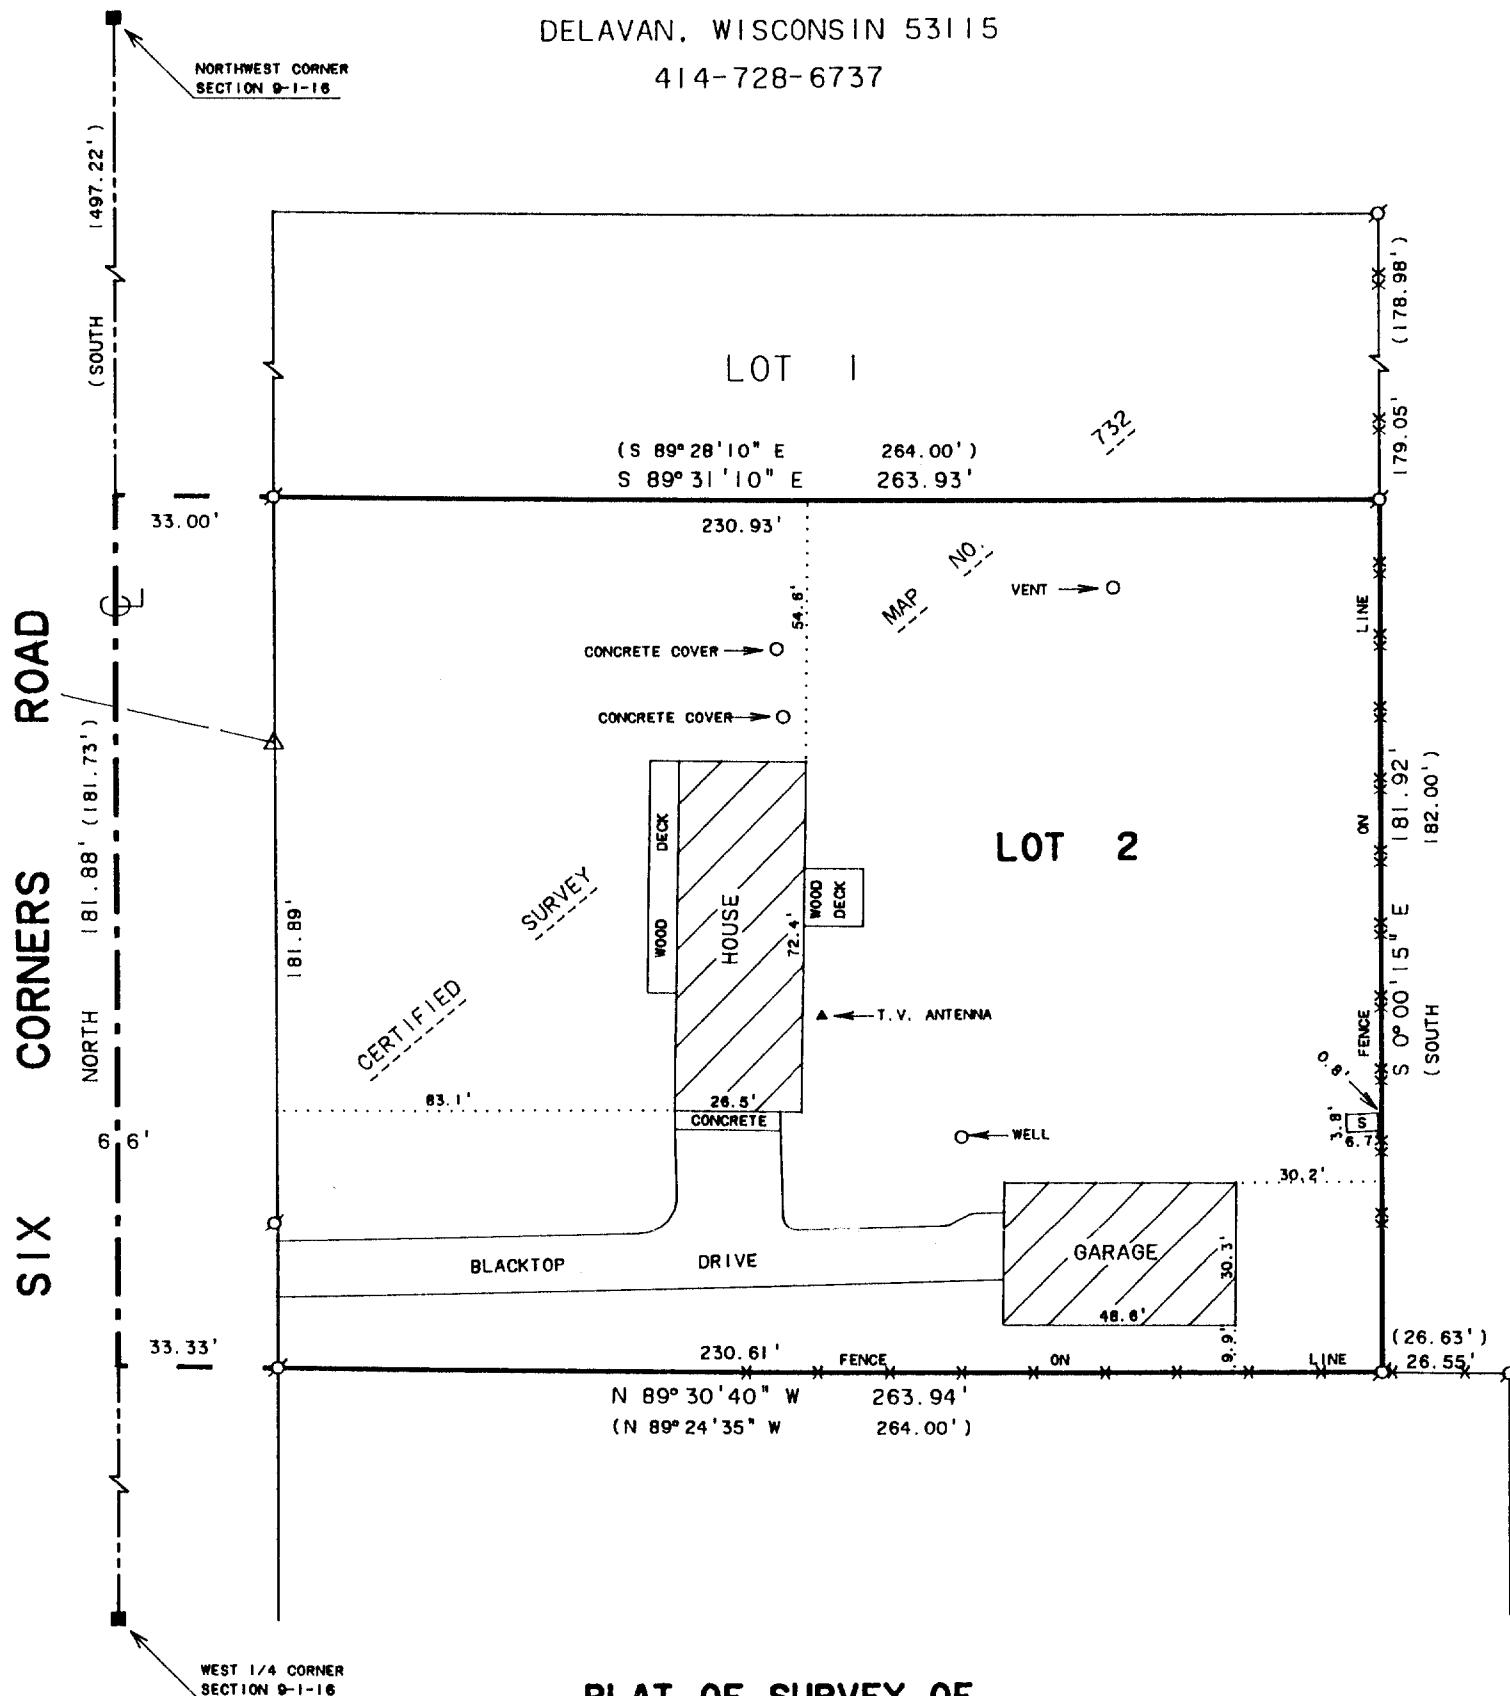 DELAVAN, WISCONSIN 53115
414-728-6737
NORTHWEST CORNER
SECTION 9-1-16
(SOUTH 1497.22')
(178.98')
179.05'
LOT 1
732
(S 89°28'10" E 264.00')
S 89°31'10" E 263.93'
33.00'
230.93'
MAP NO.
VENT
54.6'
CONCRETE COVER
CONCRETE COVER
SIX CORNERS ROAD
NORTH 181.88' (181.73')
181.89'
WOOD DECK
HOUSE
72.4'
WOOD
DECK
LOT 2
FENCE ON LINE
S 0°00'15" E 181.92'
(SOUTH 182.00')
CERTIFIED SURVEY
T.V. ANTENNA
83.1'
26.5'
CONCRETE
WELL
0.8'
3.8'
S
6.7'
66'
30.2'
BLACKTOP DRIVE
GARAGE
30.3'
48.6'
9.9'
33.33'
230.61'
FENCE ON LINE
(26.63')
26.55'
N 89°30'40" W 263.94'
(N 89°24'35" W 264.00')
WEST 1/4 CORNER
SECTION 9-1-16
PLAT OF SURVEY OF